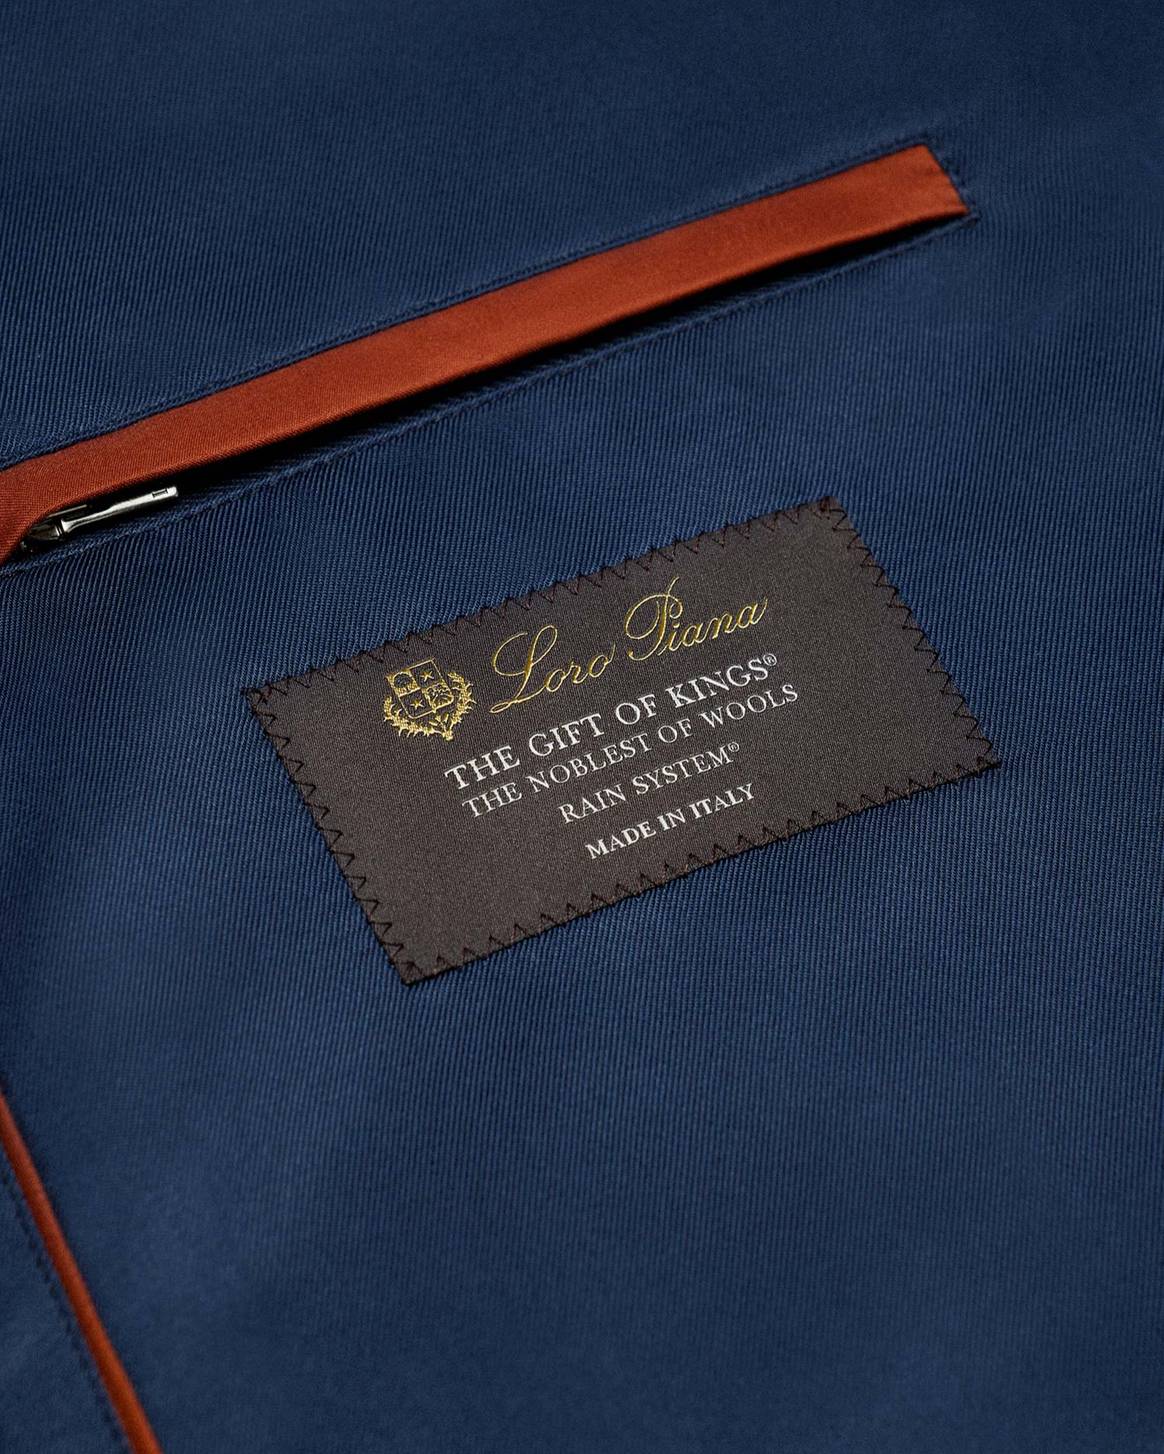 Loro Piana
THE GIFT OF KINGS®
THE NOBLEST OF WOOLS
RAIN SYSTEM®
MADE IN ITALY